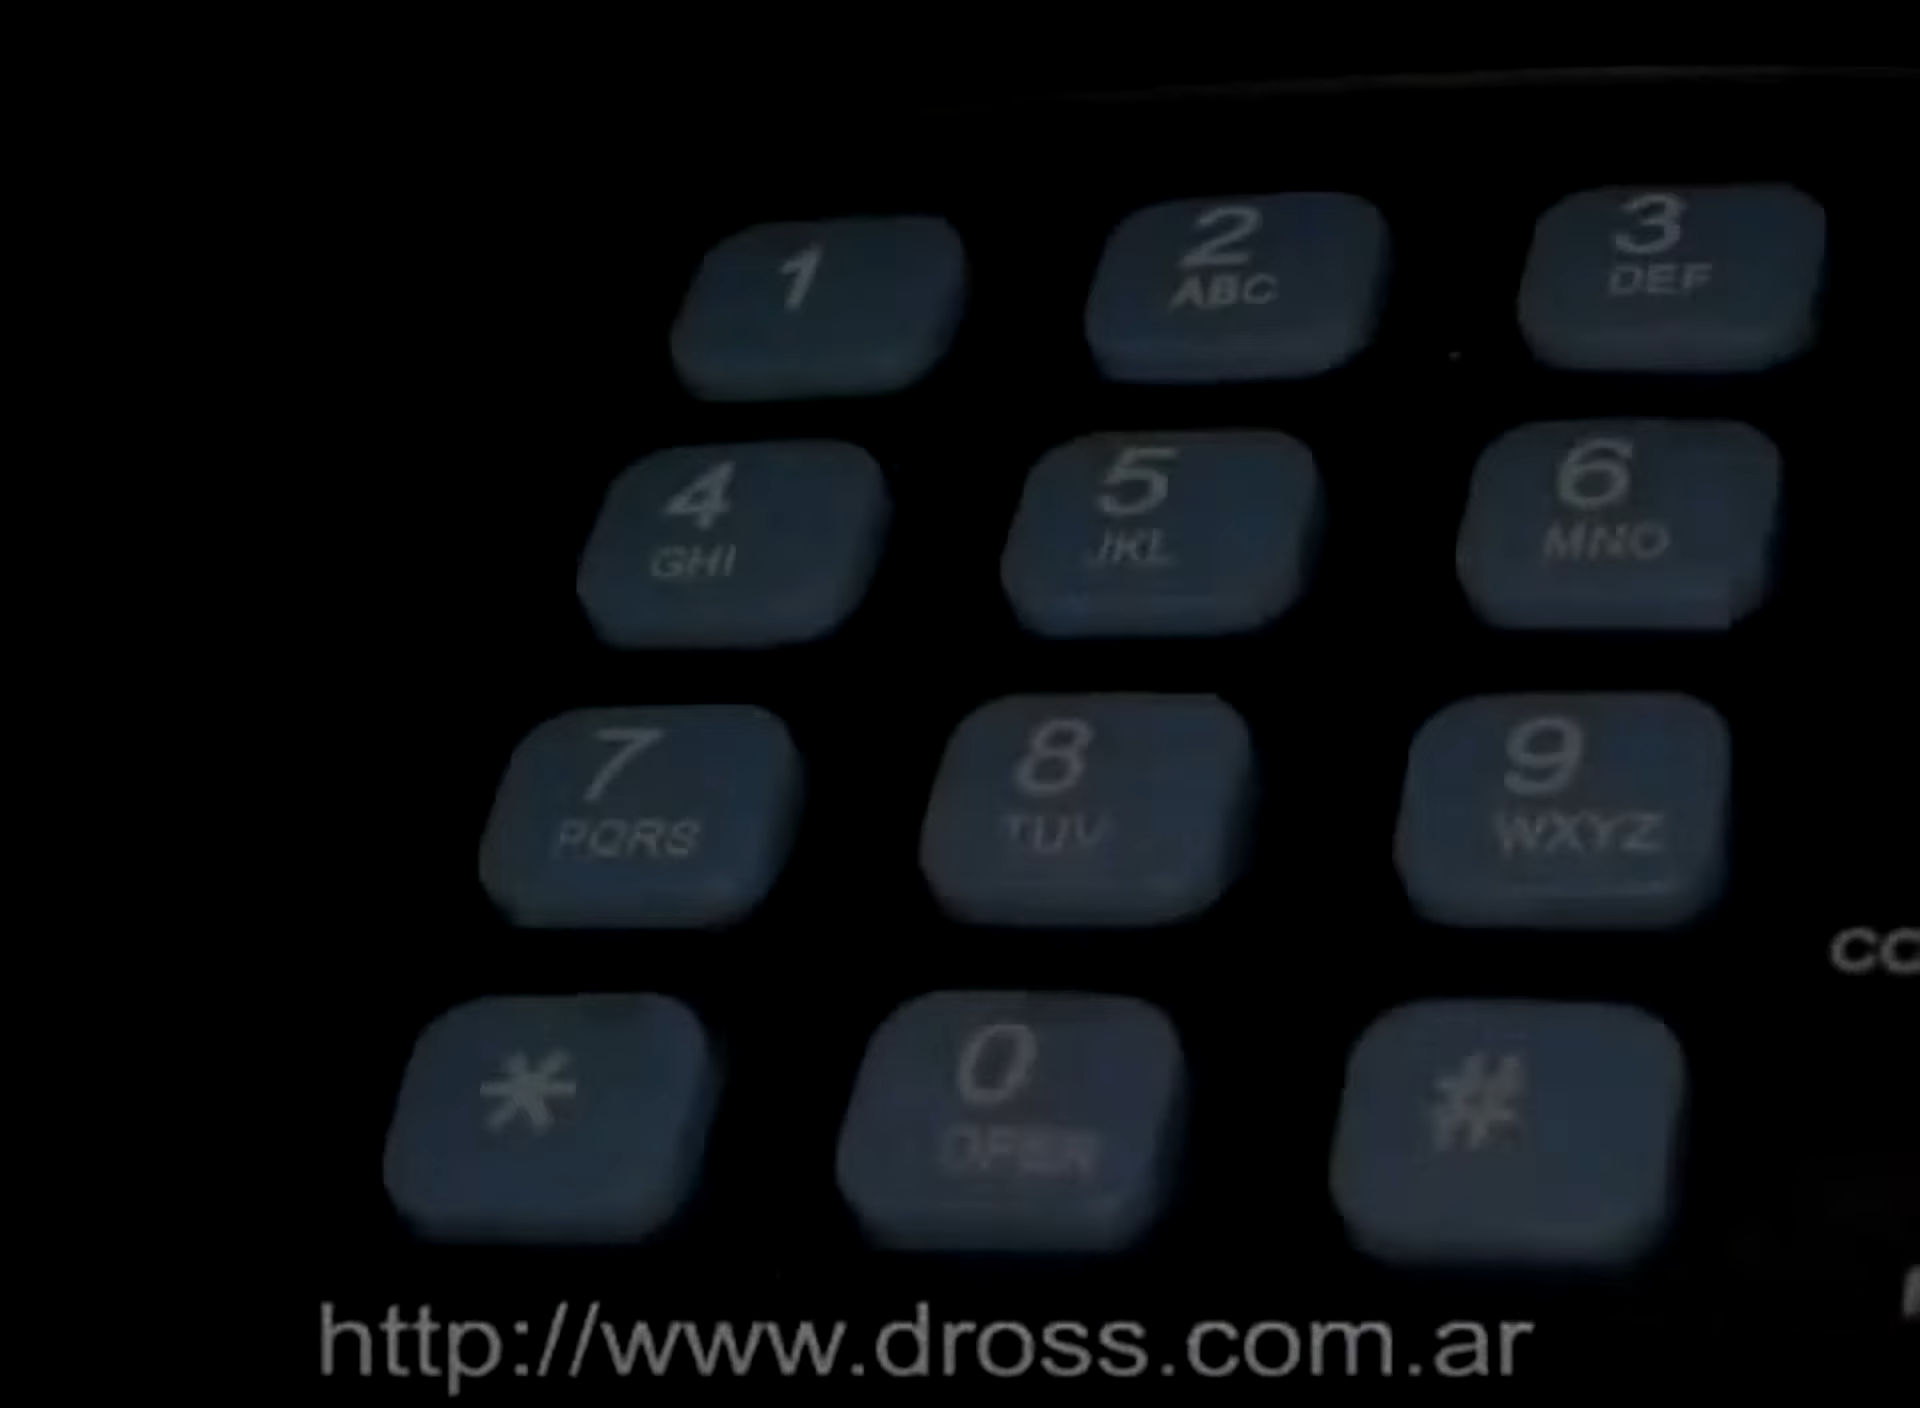 1 2 3
ABC DEF
4 5 6
GHI JKL MNO
7 8 9
PQRS TUV WXYZ
CO
* 0 #
OPER
http://www.dross.com.ar